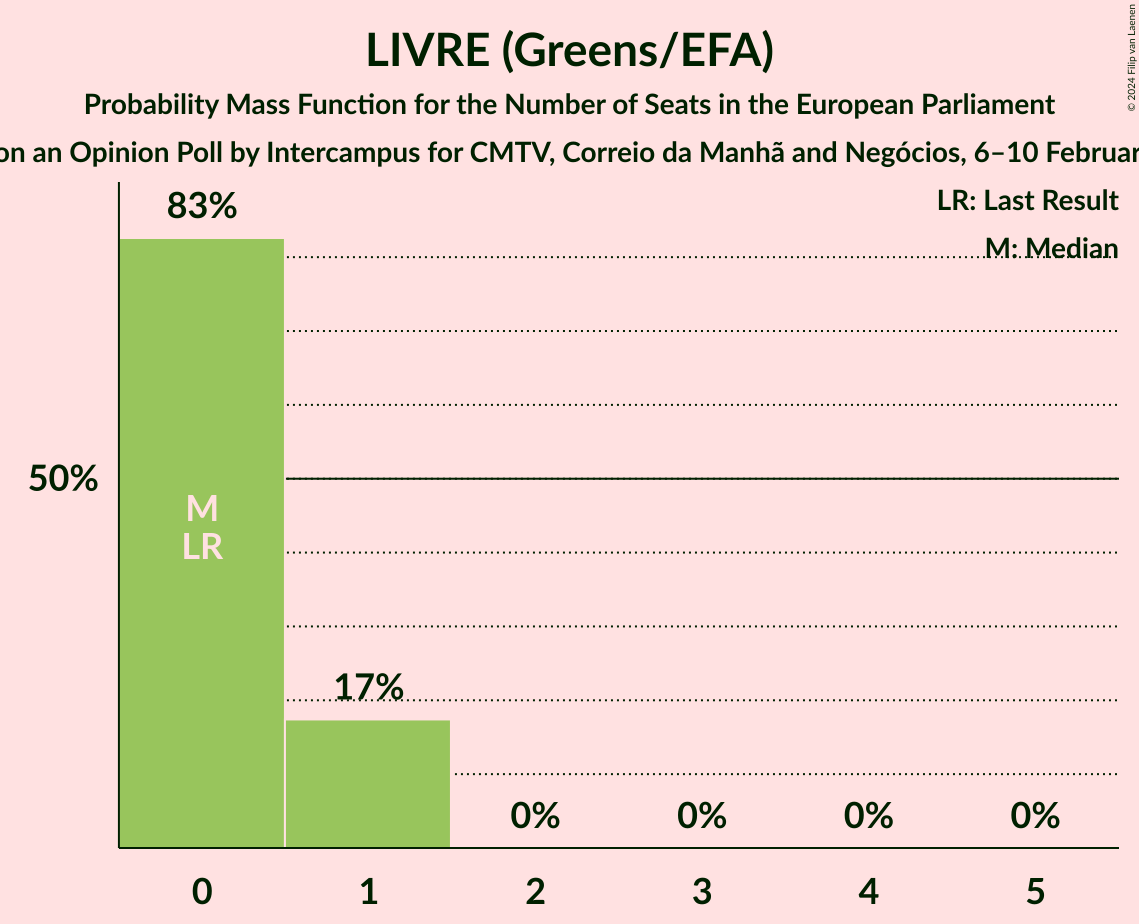 LIVRE (Greens/EFA)
Probability Mass Function for the Number of Seats in the European Parliament
on an Opinion Poll by Intercampus for CMTV, Correio da Manhã and Negócios, 6–10 Februar
© 2024 Filip van Laenen
LR: Last Result
M: Median
83%
50%
M
LR
17%
0% 0% 0% 0%
0 1 2 3 4 5